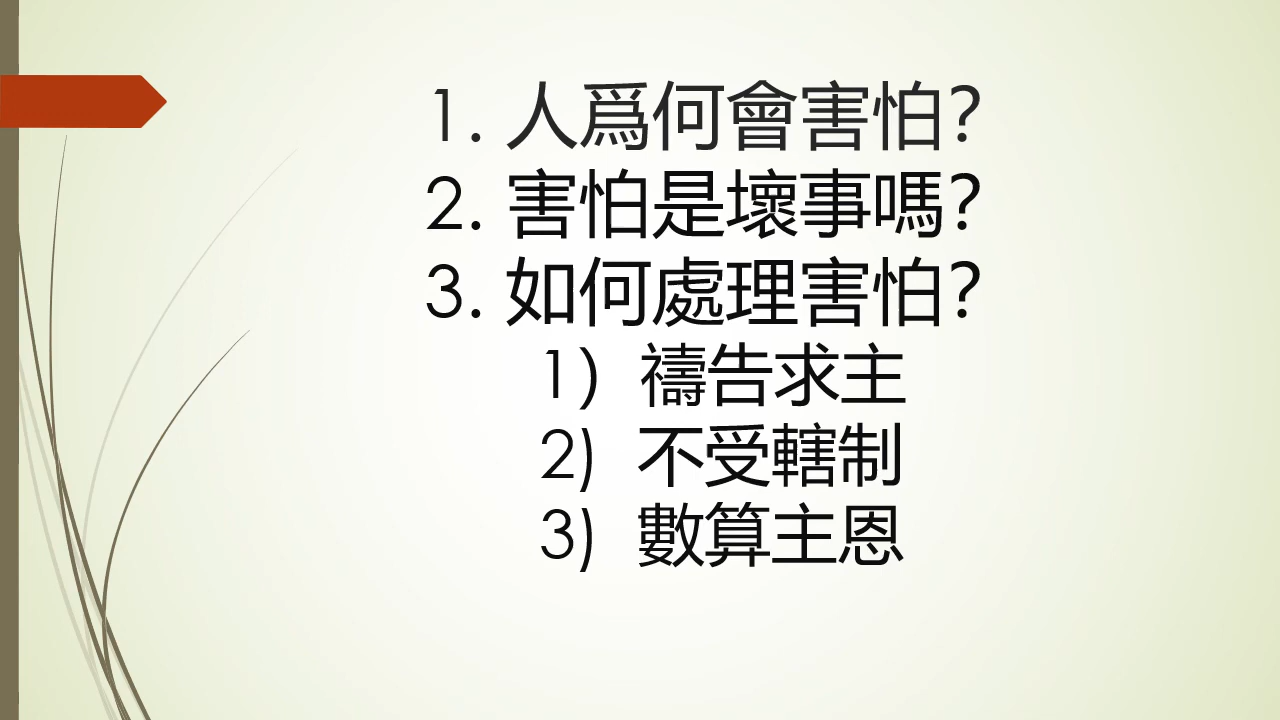 1. 人爲何會害怕?
2. 害怕是壞事嗎?
3. 如何處理害怕?
1) 禱告求主
2) 不受轄制
3) 數算主恩